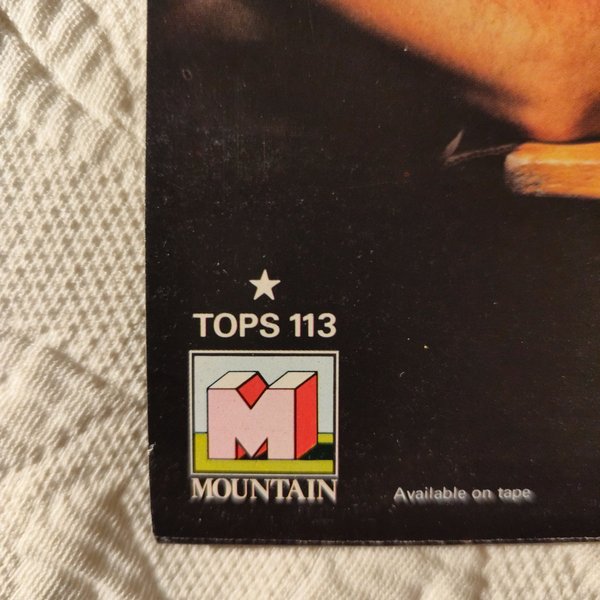 ★
TOPS 113
M
MOUNTAIN
Available on tape